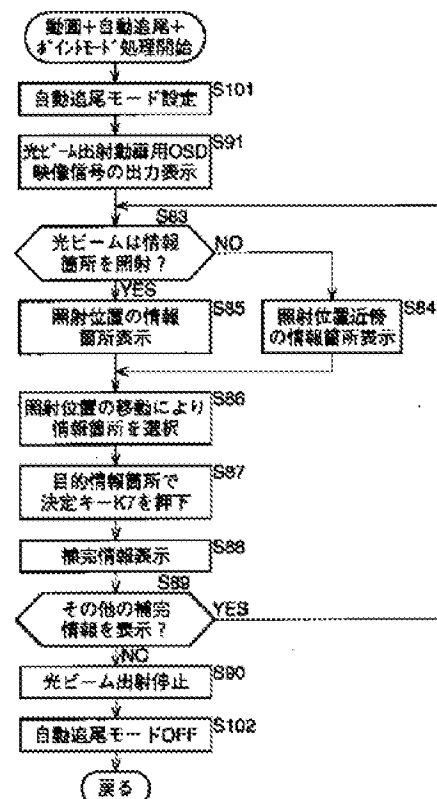 動画+自動追尾+
ポイントモード処理開始
自動追尾モード設定
S101
光ビーム出射動画用OSD
映像信号の出力表示
S91
S83
光ビームは情報
箇所を照射?
NO
YES
照射位置の情報
箇所表示
S85
照射位置近傍
の情報箇所表示
S84
照射位置の移動により
情報箇所を選択
S86
目的情報箇所で
決定キーK7を押下
S87
補完情報表示
S88
S89
その他の補完
情報を表示?
YES
NO
光ビーム出射停止
S90
自動追尾モードOFF
S102
戻る